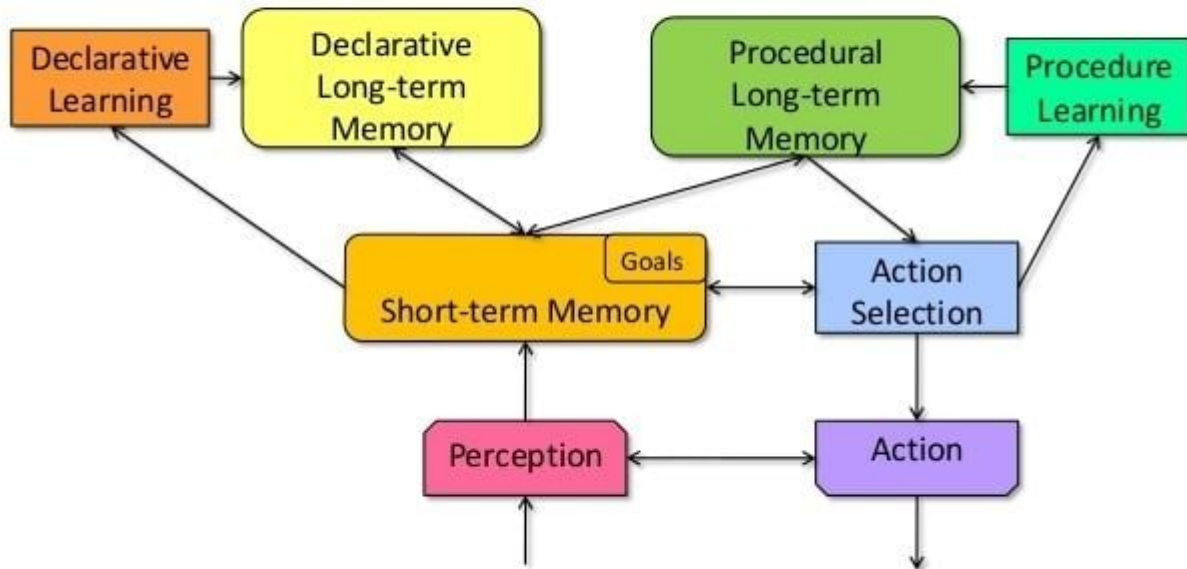 Declarative
Learning
Declarative
Long-term
Memory
Procedural
Long-term
Memory
Procedure
Learning
Goals
Short-term Memory
Action
Selection
Perception
Action